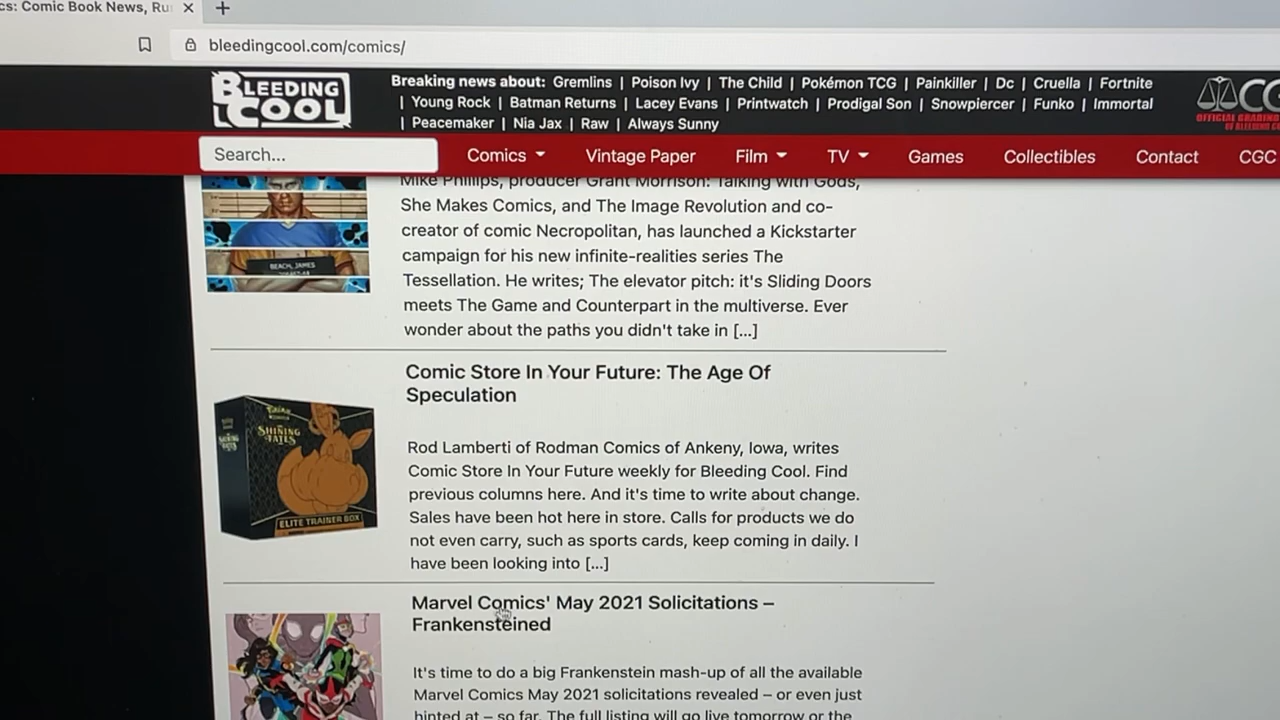 cs: Comic Book News, Ru
bleedingcool.com/comics/
BLEEDING COOL
Breaking news about: Gremlins | Poison Ivy | The Child | Pokémon TCG | Painkiller | Dc | Cruella | Fortnite
| Young Rock | Batman Returns | Lacey Evans | Printwatch | Prodigal Son | Snowpiercer | Funko | Immortal
| Peacemaker | Nia Jax | Raw | Always Sunny
CG
OFFICIAL GRADING
OF BLEEDING C
Search...
Comics
Vintage Paper
Film
TV
Games
Collectibles
Contact
CGC
Mike Phillips, producer Grant Morrison: Talking with Gods,
She Makes Comics, and The Image Revolution and co-
creator of comic Necropolitan, has launched a Kickstarter
campaign for his new infinite-realities series The
Tessellation. He writes; The elevator pitch: it's Sliding Doors
meets The Game and Counterpart in the multiverse. Ever
wonder about the paths you didn't take in [...]
BEACH, JAMES
Comic Store In Your Future: The Age Of
Speculation
SHINING
FATES
ELITE TRAINER BOX
Rod Lamberti of Rodman Comics of Ankeny, Iowa, writes
Comic Store In Your Future weekly for Bleeding Cool. Find
previous columns here. And it's time to write about change.
Sales have been hot here in store. Calls for products we do
not even carry, such as sports cards, keep coming in daily. I
have been looking into [...]
Marvel Comics' May 2021 Solicitations –
Frankensteined
It's time to do a big Frankenstein mash-up of all the available
Marvel Comics May 2021 solicitations revealed – or even just
hinted at – so far. The full listing will go live tomorrow or the